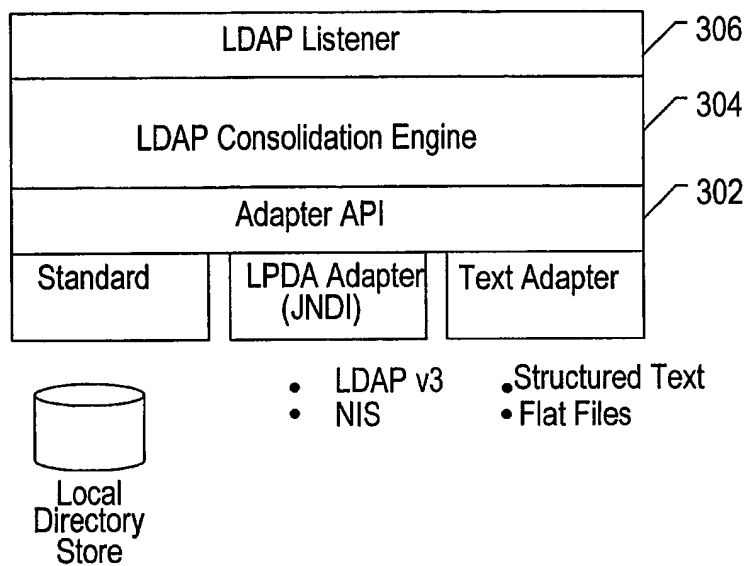 LDAP Listener
306
LDAP Consolidation Engine
304
Adapter API
302
Standard
LPDA Adapter
(JNDI)
Text Adapter
• LDAP v3
• NIS
• Structured Text
• Flat Files
Local
Directory
Store